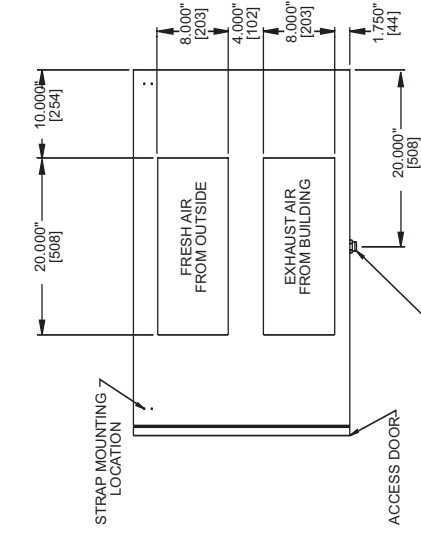 8.000"
[203]
4.000"
[102]
8.000"
[203]
1.750"
[44]
10.000"
[254]
20.000"
[508]
20.000"
[508]
FRESH AIR
FROM OUTSIDE
EXHAUST AIR
FROM BUILDING
STRAP MOUNTING
LOCATION
ACCESS DOOR